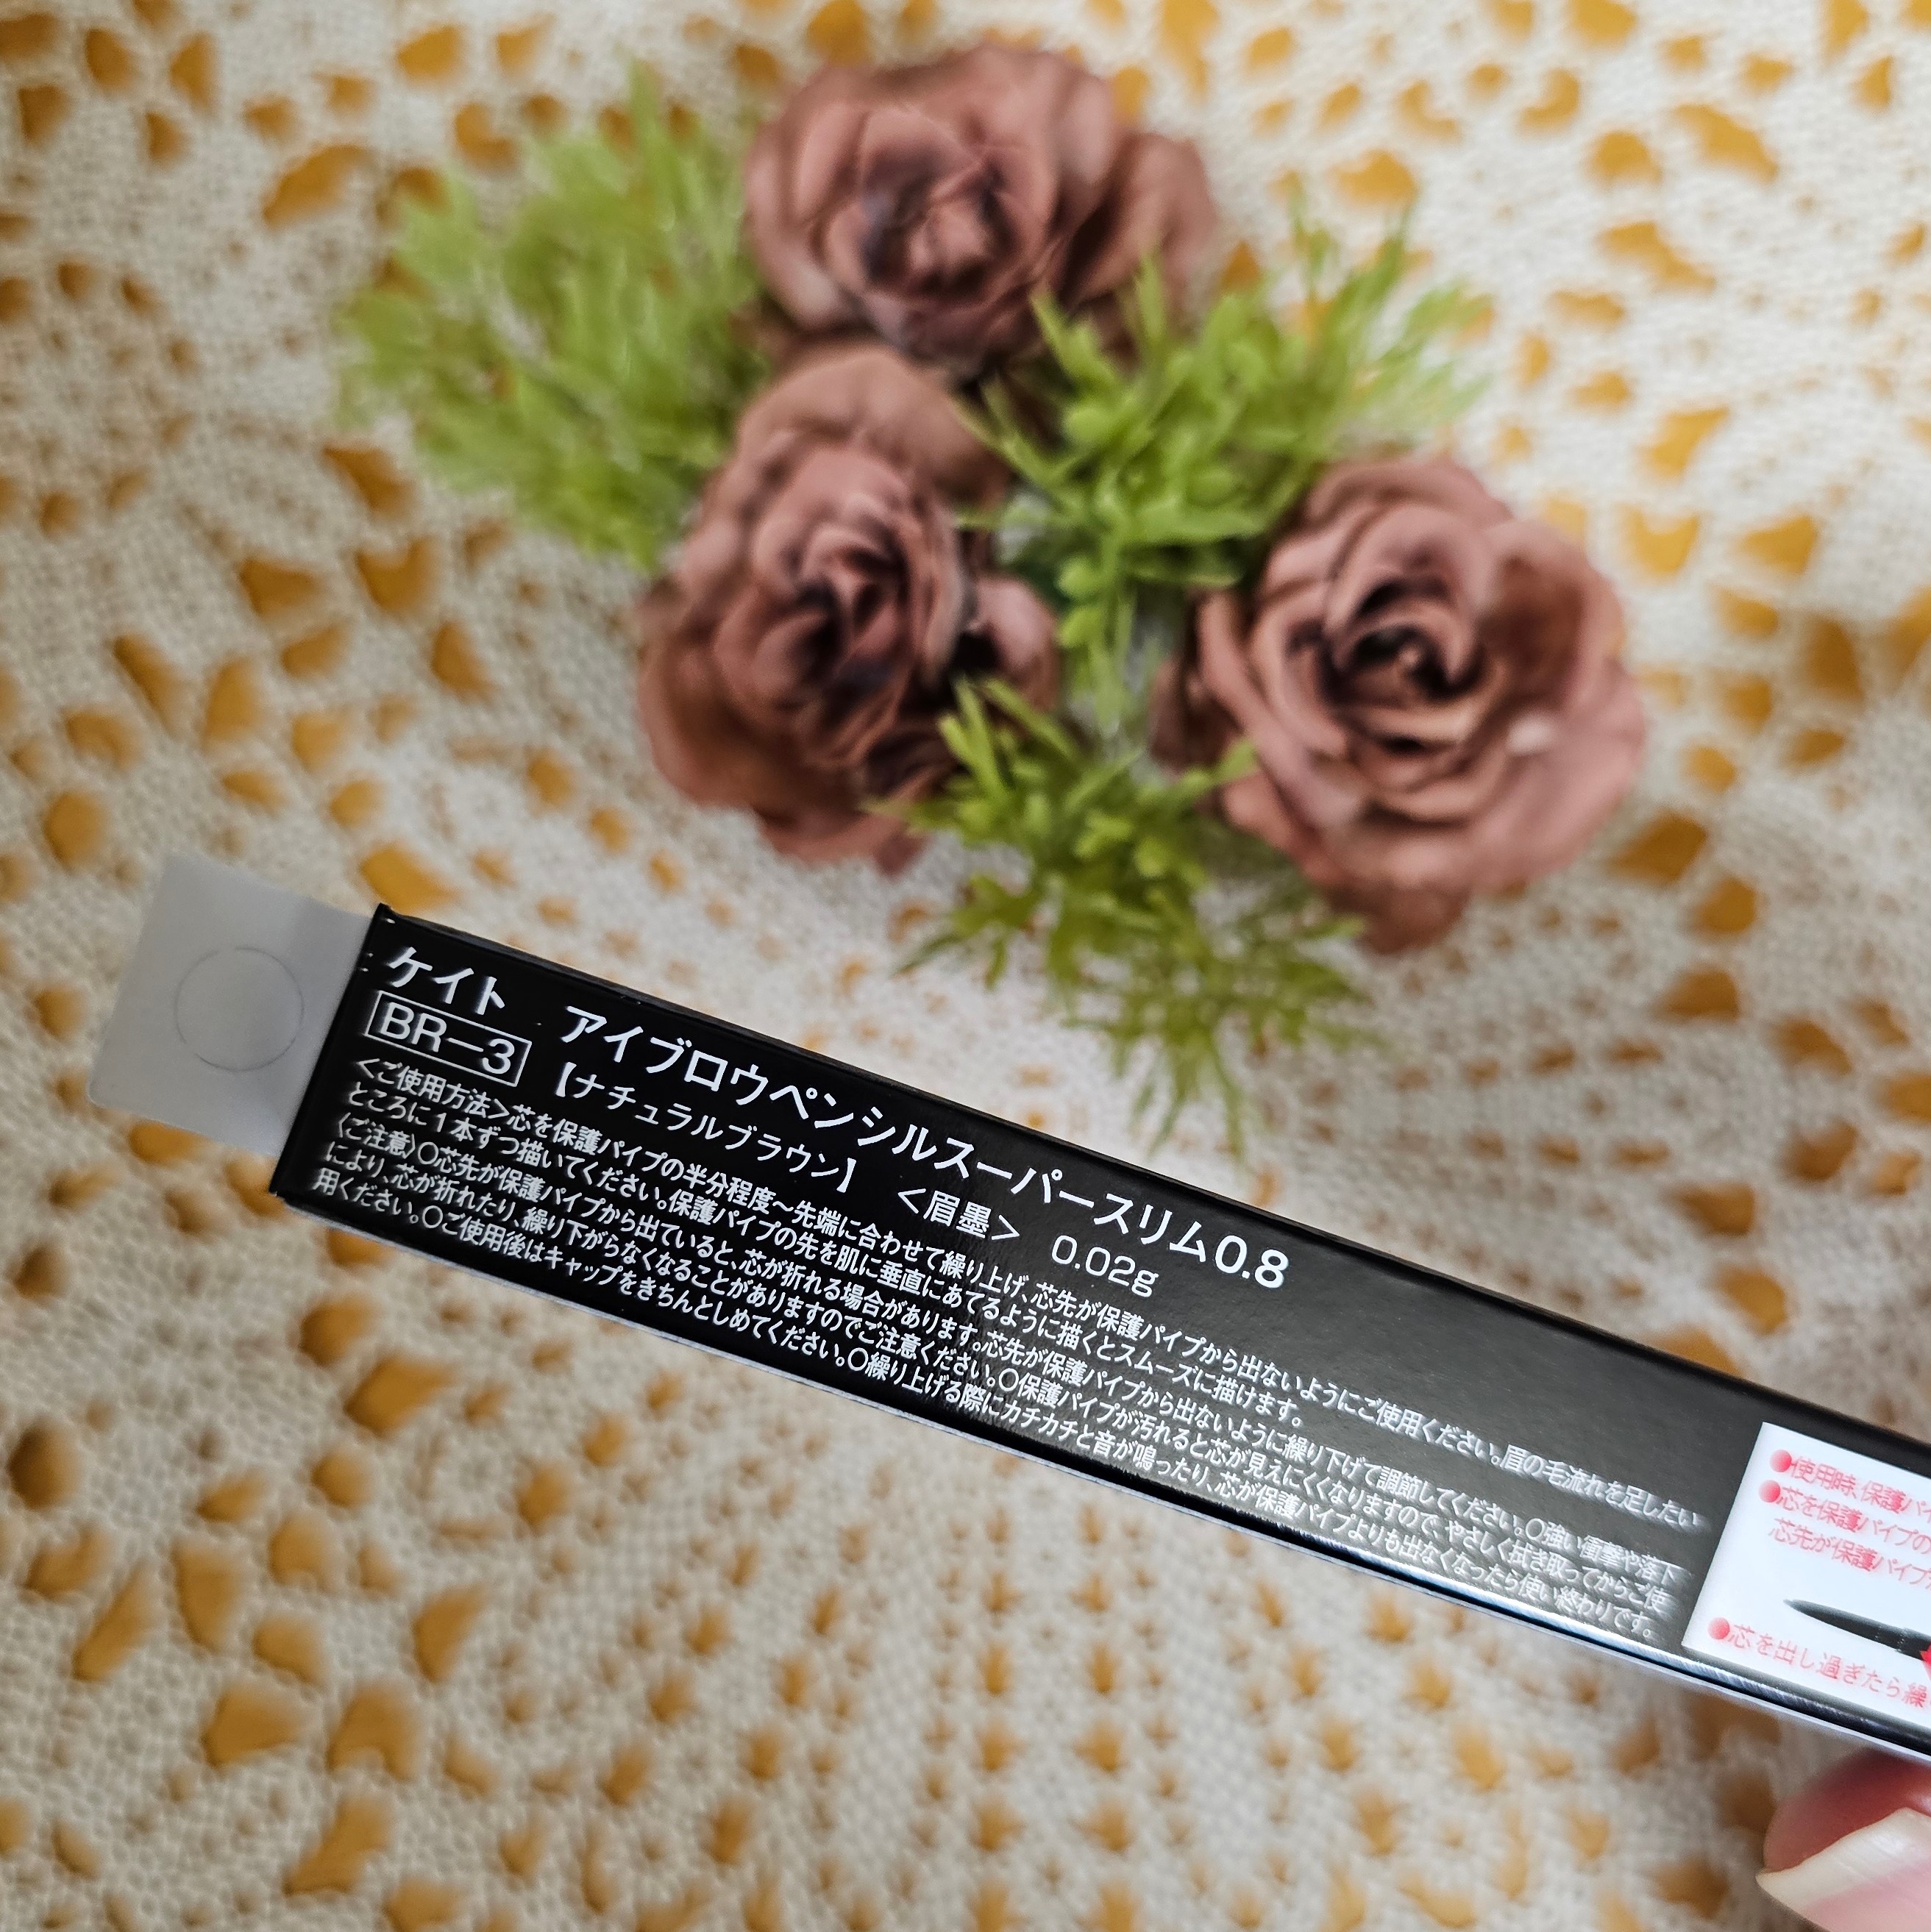 ケイト　アイブロウペンシルスーパースリム0.8
BR-3 【ナチュラルブラウン】 <眉墨> 0.02g
<ご使用方法>芯を保護パイプの半分程度〜先端に合わせて繰り上げ、芯先が保護パイプから出ないようにご使用ください。眉の毛流れを足したい
ところに1本ずつ描いてください。保護パイプの先を肌に垂直にあてるように描くとスムーズに描けます。
〈ご注意〉〇芯先が保護パイプから出ていると、芯が折れる場合があります。芯先が保護パイプから出ないように繰り下げて調節してください。〇強い衝撃や落下
により、芯が折れたり、繰り下がらなくなることがありますのでご注意ください。〇保護パイプが汚れると芯が見えにくくなりますので、やさしく拭き取ってからご使
用ください。〇ご使用後はキャップをきちんとしめてください。〇繰り上げる際にカチカチと音が鳴ったり、芯が保護パイプよりも出なくなったら使い終わりです。
●使用時、保護パイ
●芯を保護パイプの
芯先が保護パイプ
●芯を出し過ぎたら繰